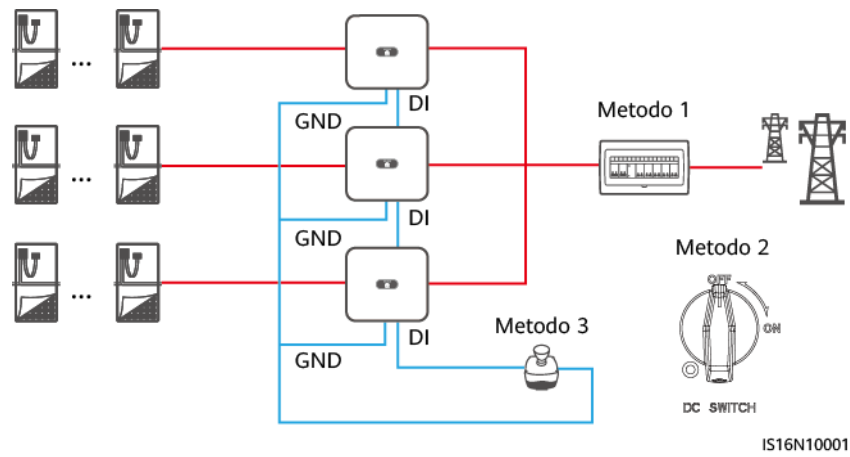 ...
...
...
GND
DI
GND
DI
GND
DI
Metodo 1
Metodo 2
OFF
ON
DC SWITCH
Metodo 3
IS16N10001